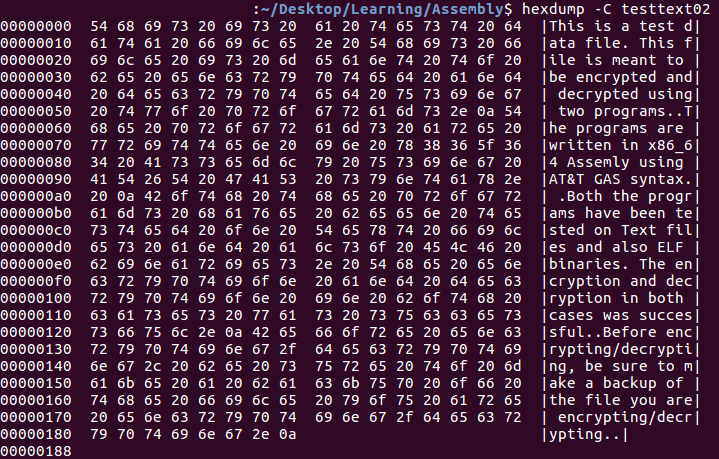 :~/Desktop/Learning/Assembly$ hexdump -C testtext02
00000000  54 68 69 73 20 69 73 20  61 20 74 65 73 74 20 64  |This is a test d|
00000010  61 74 61 20 66 69 6c 65  2e 20 54 68 69 73 20 66  |ata file. This f|
00000020  69 6c 65 20 69 73 20 6d  65 61 6e 74 20 74 6f 20  |ile is meant to |
00000030  62 65 20 65 6e 63 72 79  70 74 65 64 20 61 6e 64  |be encrypted and|
00000040  20 64 65 63 72 79 70 74  65 64 20 75 73 69 6e 67  | decrypted using|
00000050  20 74 77 6f 20 70 72 6f  67 72 61 6d 73 2e 0a 54  | two programs..T|
00000060  68 65 20 70 72 6f 67 72  61 6d 73 20 61 72 65 20  |he programs are |
00000070  77 72 69 74 74 65 6e 20  69 6e 20 78 38 36 5f 36  |written in x86_6|
00000080  34 20 41 73 73 65 6d 6c  79 20 75 73 69 6e 67 20  |4 Assemly using |
00000090  41 54 26 54 20 47 41 53  20 73 79 6e 74 61 78 2e  |AT&T GAS syntax.|
000000a0  20 0a 42 6f 74 68 20 74  68 65 20 70 72 6f 67 72  | .Both the progr|
000000b0  61 6d 73 20 68 61 76 65  20 62 65 65 6e 20 74 65  |ams have been te|
000000c0  73 74 65 64 20 6f 6e 20  54 65 78 74 20 66 69 6c  |sted on Text fil|
000000d0  65 73 20 61 6e 64 20 61  6c 73 6f 20 45 4c 46 20  |es and also ELF |
000000e0  62 69 6e 61 72 69 65 73  2e 20 54 68 65 20 65 6e  |binaries. The en|
000000f0  63 72 79 70 74 69 6f 6e  20 61 6e 64 20 64 65 63  |cryption and dec|
00000100  72 79 70 74 69 6f 6e 20  69 6e 20 62 6f 74 68 20  |ryption in both |
00000110  63 61 73 65 73 20 77 61  73 20 73 75 63 63 65 73  |cases was succes|
00000120  73 66 75 6c 2e 0a 42 65  66 6f 72 65 20 65 6e 63  |sful..Before enc|
00000130  72 79 70 74 69 6e 67 2f  64 65 63 72 79 70 74 69  |rypting/decrypti|
00000140  6e 67 2c 20 62 65 20 73  75 72 65 20 74 6f 20 6d  |ng, be sure to m|
00000150  61 6b 65 20 61 20 62 61  63 6b 75 70 20 6f 66 20  |ake a backup of |
00000160  74 68 65 20 66 69 6c 65  20 79 6f 75 20 61 72 65  |the file you are|
00000170  20 65 6e 63 72 79 70 74  69 6e 67 2f 64 65 63 72  | encrypting/decr|
00000180  79 70 74 69 6e 67 2e 0a                           |ypting..|
00000188